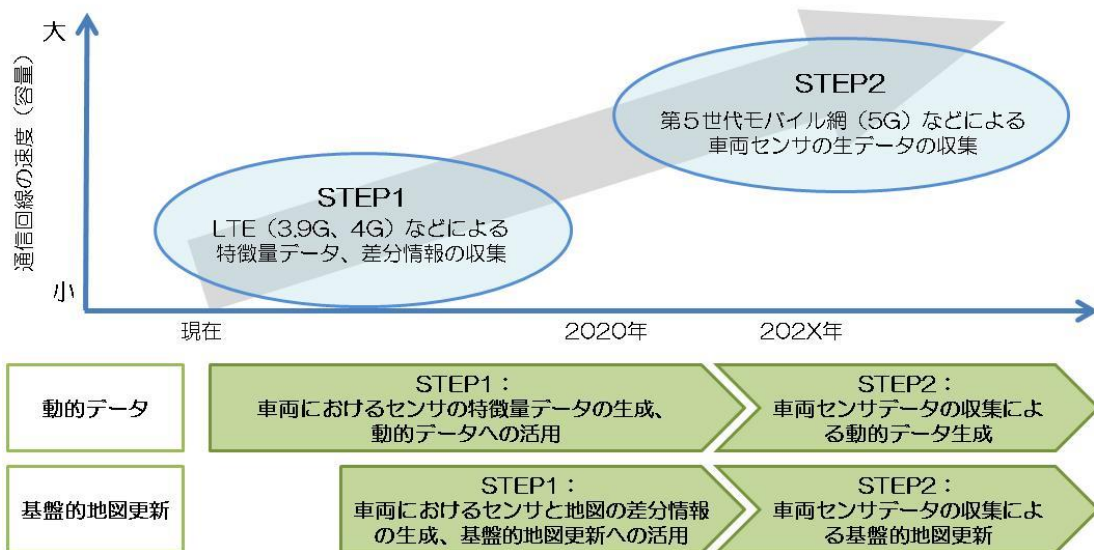 大
通信回線の速度（容量）
小
STEP2
第5世代モバイル網（5G）などによる
車両センサの生データの収集
STEP1
LTE（3.9G、4G）などによる
特徴量データ、差分情報の収集
現在
2020年
202X年
動的データ
STEP1：
車両におけるセンサの特徴量データの生成、
動的データへの活用
STEP2：
車両センサデータの収集によ
る動的データ生成
基盤的地図更新
STEP1：
車両におけるセンサと地図の差分情報
の生成、基盤的地図更新への活用
STEP2：
車両センサデータの収集によ
る基盤的地図更新